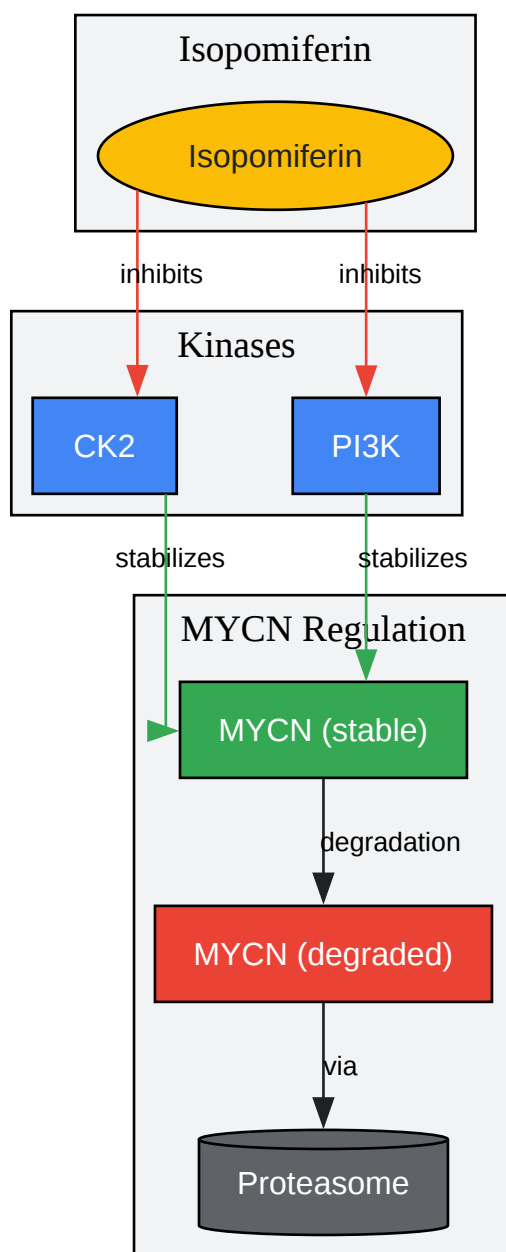 Isopomiferin
Isopomiferin
inhibits
inhibits
Kinases
CK2
PI3K
stabilizes
stabilizes
MYCN Regulation
MYCN (stable)
degradation
MYCN (degraded)
via
Proteasome